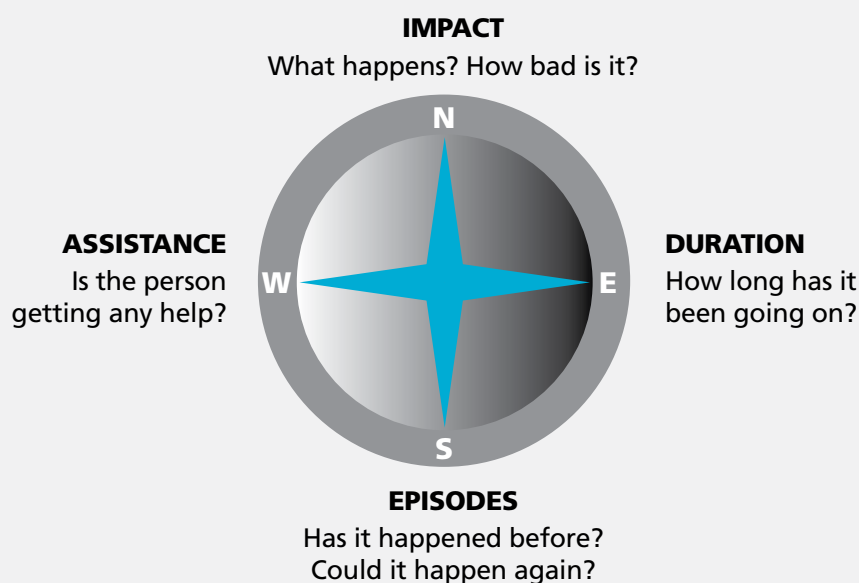 IMPACT
What happens? How bad is it?
N
ASSISTANCE
Is the person
getting any help?
W
E
DURATION
How long has it
been going on?
S
EPISODES
Has it happened before?
Could it happen again?